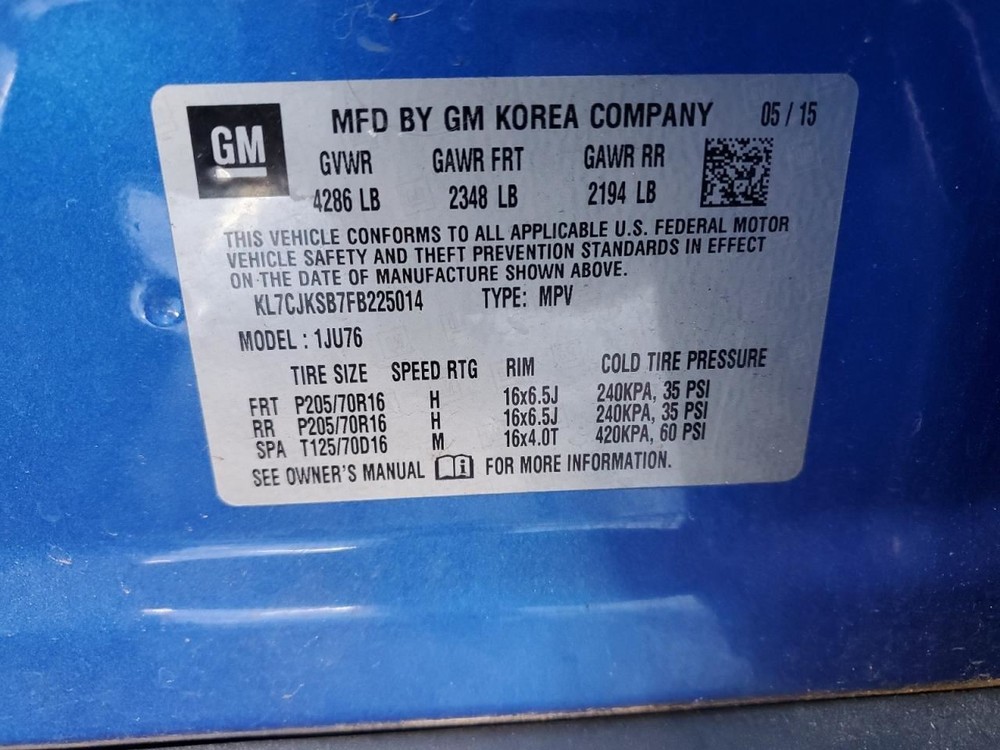 GM
MFD BY GM KOREA COMPANY 05 / 15
GVWR GAWR FRT GAWR RR
4286 LB 2348 LB 2194 LB
THIS VEHICLE CONFORMS TO ALL APPLICABLE U.S. FEDERAL MOTOR
VEHICLE SAFETY AND THEFT PREVENTION STANDARDS IN EFFECT
ON THE DATE OF MANUFACTURE SHOWN ABOVE.
KL7CJKSB7FB225014 TYPE: MPV
MODEL : 1JU76
TIRE SIZE SPEED RTG RIM COLD TIRE PRESSURE
FRT P205/70R16 H 16x6.5J 240KPA, 35 PSI
RR P205/70R16 H 16x6.5J 240KPA, 35 PSI
SPA T125/70D16 M 16x4.0T 420KPA, 60 PSI
SEE OWNER'S MANUAL FOR MORE INFORMATION.